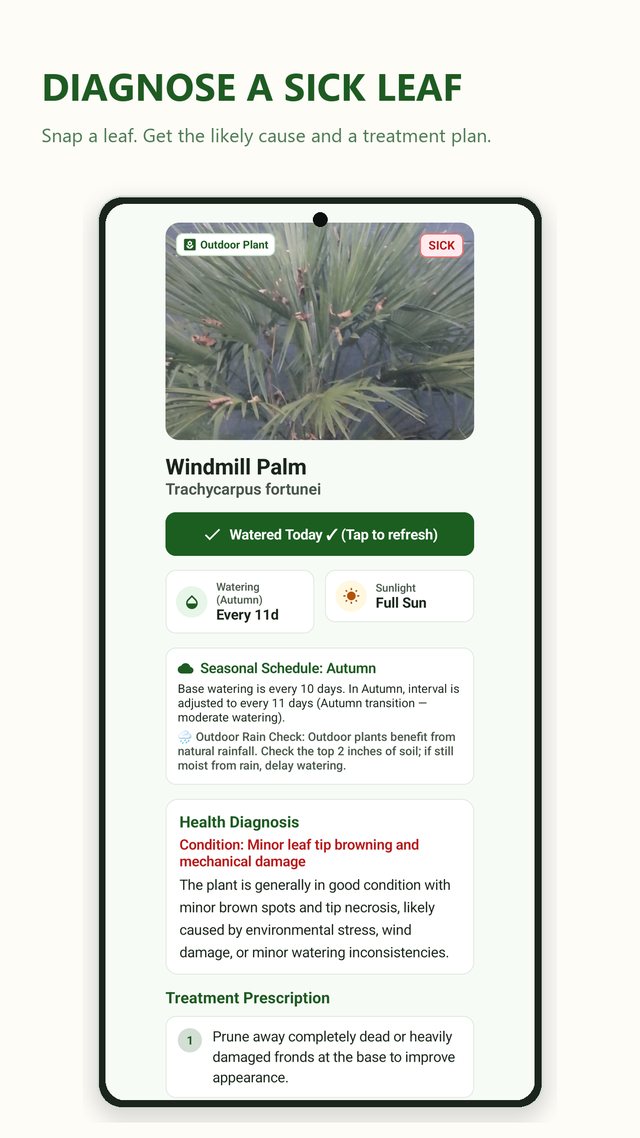 DIAGNOSE A SICK LEAF
Snap a leaf. Get the likely cause and a treatment plan.
Outdoor Plant
SICK
Windmill Palm
Trachycarpus fortunei
Watered Today ✓ (Tap to refresh)
Watering
(Autumn)
Every 11d
Sunlight
Full Sun
Seasonal Schedule: Autumn
Base watering is every 10 days. In Autumn, interval is
adjusted to every 11 days (Autumn transition —
moderate watering).
🌧️ Outdoor Rain Check: Outdoor plants benefit from
natural rainfall. Check the top 2 inches of soil; if still
moist from rain, delay watering.
Health Diagnosis
Condition: Minor leaf tip browning and
mechanical damage
The plant is generally in good condition with
minor brown spots and tip necrosis, likely
caused by environmental stress, wind
damage, or minor watering inconsistencies.
Treatment Prescription
1
Prune away completely dead or heavily
damaged fronds at the base to improve
appearance.